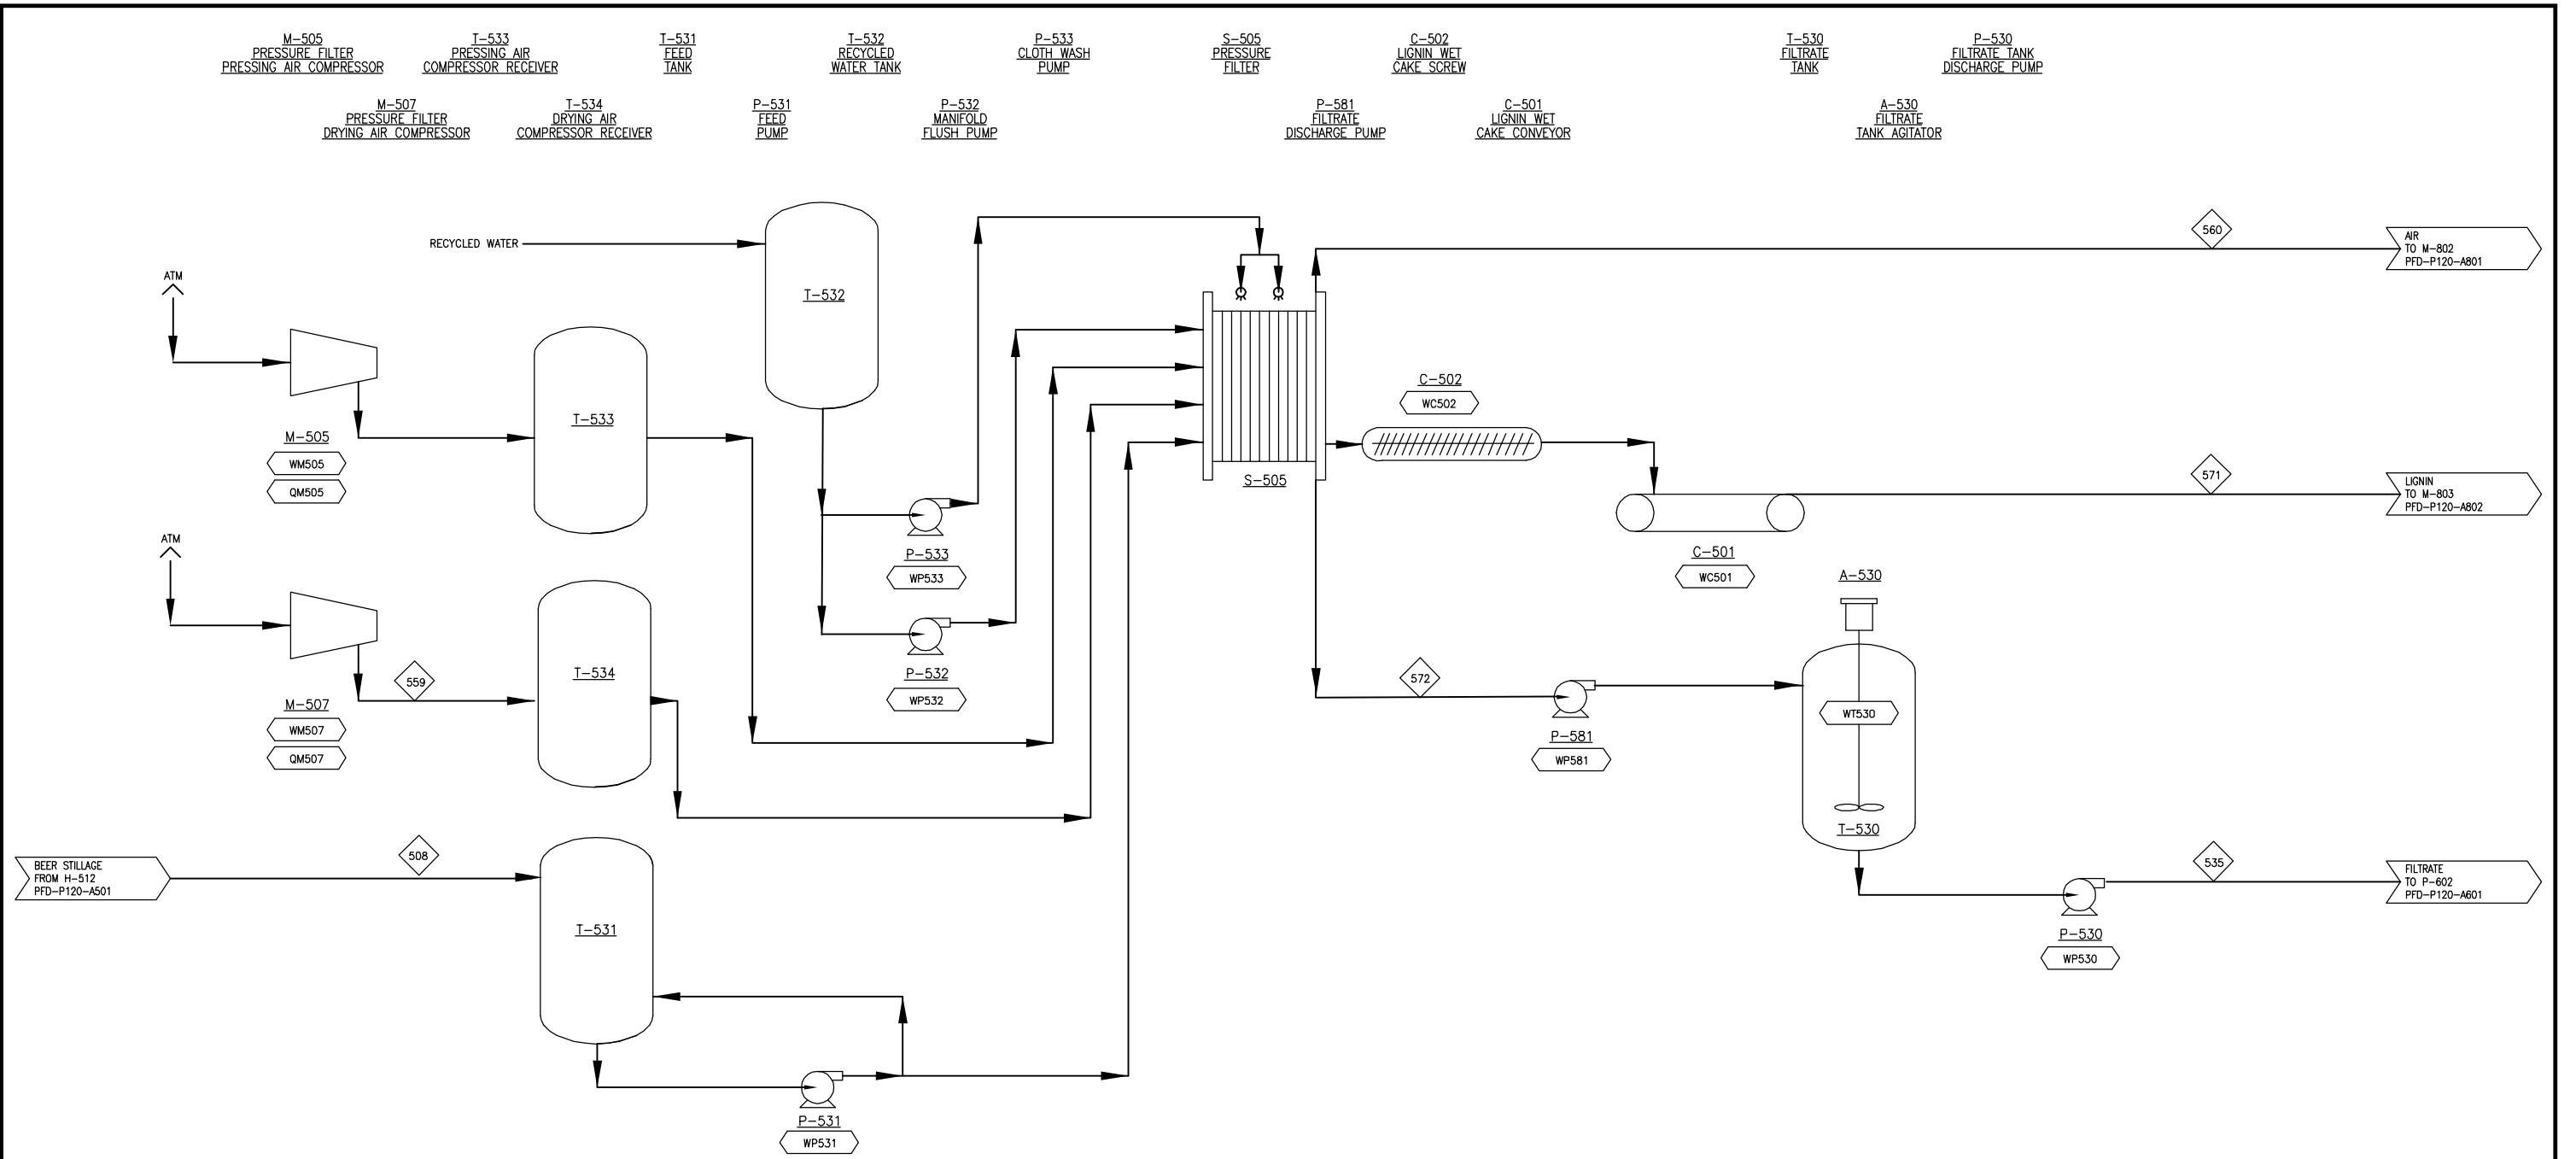 M-505
PRESSURE FILTER
PRESSING AIR COMPRESSOR
T-533
PRESSING AIR
COMPRESSOR RECEIVER
T-531
FEED
TANK
T-532
RECYCLED
WATER TANK
P-533
CLOTH WASH
PUMP
S-505
PRESSURE
FILTER
C-502
LIGNIN WET
CAKE SCREW
T-530
FILTRATE
TANK
P-530
FILTRATE TANK
DISCHARGE PUMP
M-507
PRESSURE FILTER
DRYING AIR COMPRESSOR
T-534
DRYING AIR
COMPRESSOR RECEIVER
P-531
FEED
PUMP
P-532
MANIFOLD
FLUSH PUMP
P-581
FILTRATE
DISCHARGE PUMP
C-501
LIGNIN WET
CAKE CONVEYOR
A-530
FILTRATE
TANK AGITATOR
RECYCLED WATER
560
AIR
TO M-802
PFD-P120-A801
ATM
T-532
C-502
WC502
T-533
M-505
WM505
QM505
S-505
571
LIGNIN
TO M-803
PFD-P120-A802
ATM
P-533
WP533
C-501
WC501
A-530
559
T-534
P-532
WP532
572
M-507
WM507
QM507
WT530
P-581
WP581
T-530
BEER STILLAGE
FROM H-512
PFD-P120-A501
508
T-531
535
FILTRATE
TO P-602
PFD-P120-A601
P-530
WP530
P-531
WP531